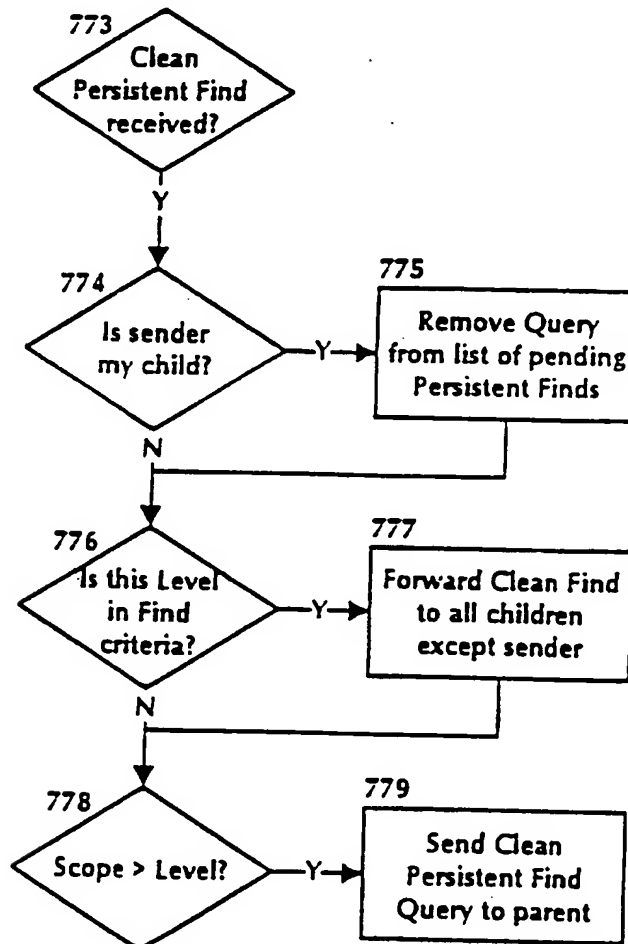 773
Clean
Persistent Find
received?
Y
774
Is sender
my child?
Y
775
Remove Query
from list of pending
Persistent Finds
N
776
Is this Level
in Find
criteria?
Y
777
Forward Clean Find
to all children
except sender
N
778
Scope > Level?
Y
779
Send Clean
Persistent Find
Query to parent